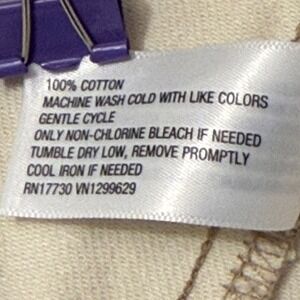 100% COTTON
MACHINE WASH COLD WITH LIKE COLORS
GENTLE CYCLE
ONLY NON-CHLORINE BLEACH IF NEEDED
TUMBLE DRY LOW, REMOVE PROMPTLY
COOL IRON IF NEEDED
RN17730 VN1299629